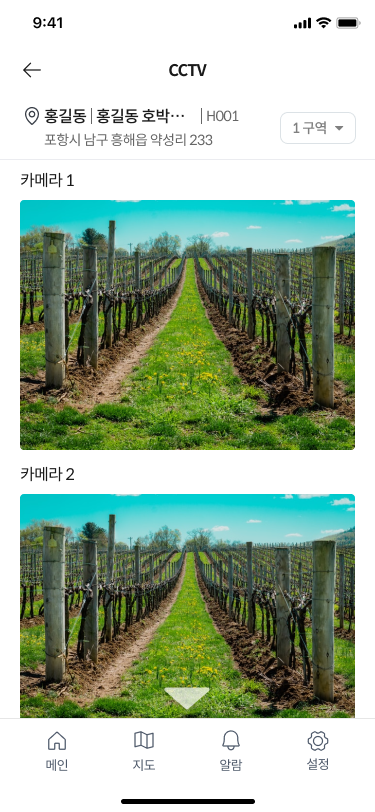 9:41
CCTV
홍길동 | 홍길동 호박··· | H001
포항시 남구 흥해읍 약성리 233
1 구역
카메라 1
카메라 2
메인
지도
알람
설정